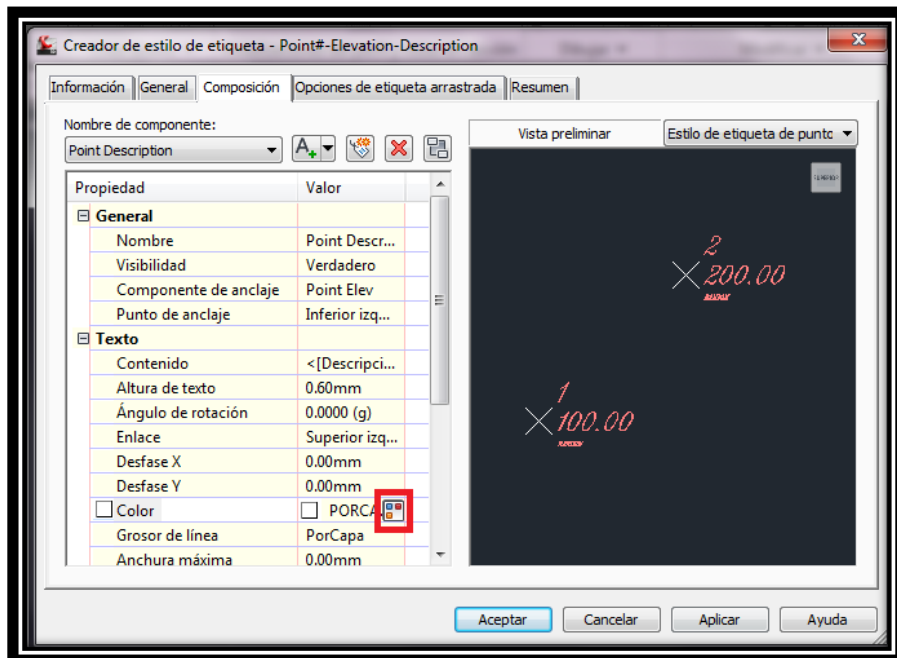 Creador de estilo de etiqueta - Point#-Elevation-Description
Información General Composición Opciones de etiqueta arrastrada Resumen
Nombre de componente:
Point Description
Vista preliminar Estilo de etiqueta de punto
Propiedad Valor
General
Nombre Point Descr...
Visibilidad Verdadero
Componente de anclaje Point Elev
Punto de anclaje Inferior izq...
Texto
Contenido <[Descripci...
Altura de texto 0.60mm
Ángulo de rotación 0.0000 (g)
Enlace Superior izq...
Desfase X 0.00mm
Desfase Y 0.00mm
Color PORCA
Grosor de línea PorCapa
Anchura máxima 0.00mm
SUPERIOR
2
200.00
1
100.00
Aceptar Cancelar Aplicar Ayuda